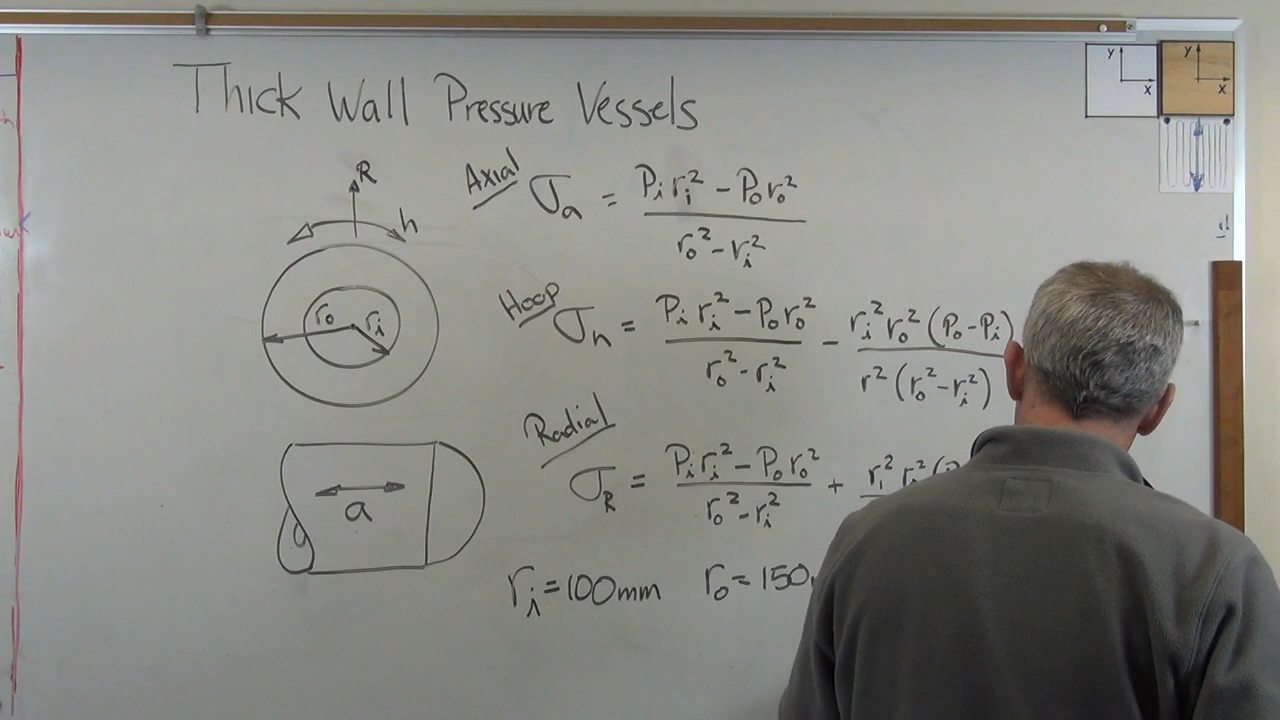 Thick Wall Pressure Vessels
y x y x
R
h
Axial σa = (Pi ri² - Po ro²) / (ro² - ri²)
ro ri
Hoop σh = (Pi ri² - Po ro²) / (ro² - ri²) - ri² ro² (Po - Pi) / (r² (ro² - ri²))
Radial
σR = (Pi ri² - Po ro²) / (ro² - ri²) +
a
ri = 100mm ro = 150